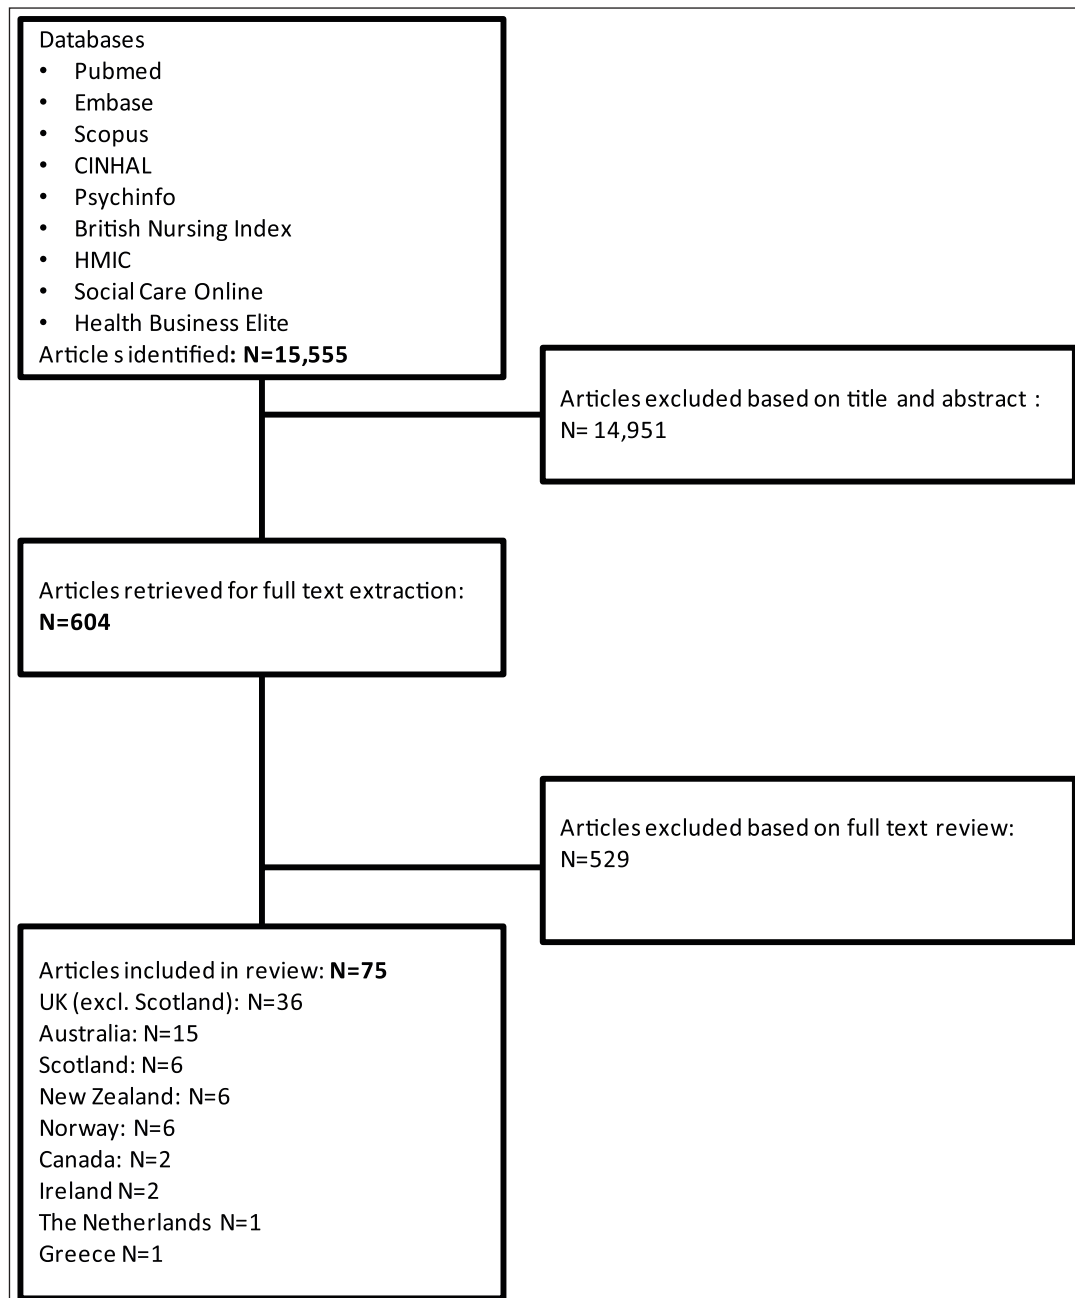 Databases
• Pubmed
• Embase
• Scopus
• CINHAL
• Psychinfo
• British Nursing Index
• HMIC
• Social Care Online
• Health Business Elite
Article s identified: N=15,555
Articles excluded based on title and abstract :
N= 14,951
Articles retrieved for full text extraction:
N=604
Articles excluded based on full text review:
N=529
Articles included in review: N=75
UK (excl. Scotland): N=36
Australia: N=15
Scotland: N=6
New Zealand: N=6
Norway: N=6
Canada: N=2
Ireland N=2
The Netherlands N=1
Greece N=1